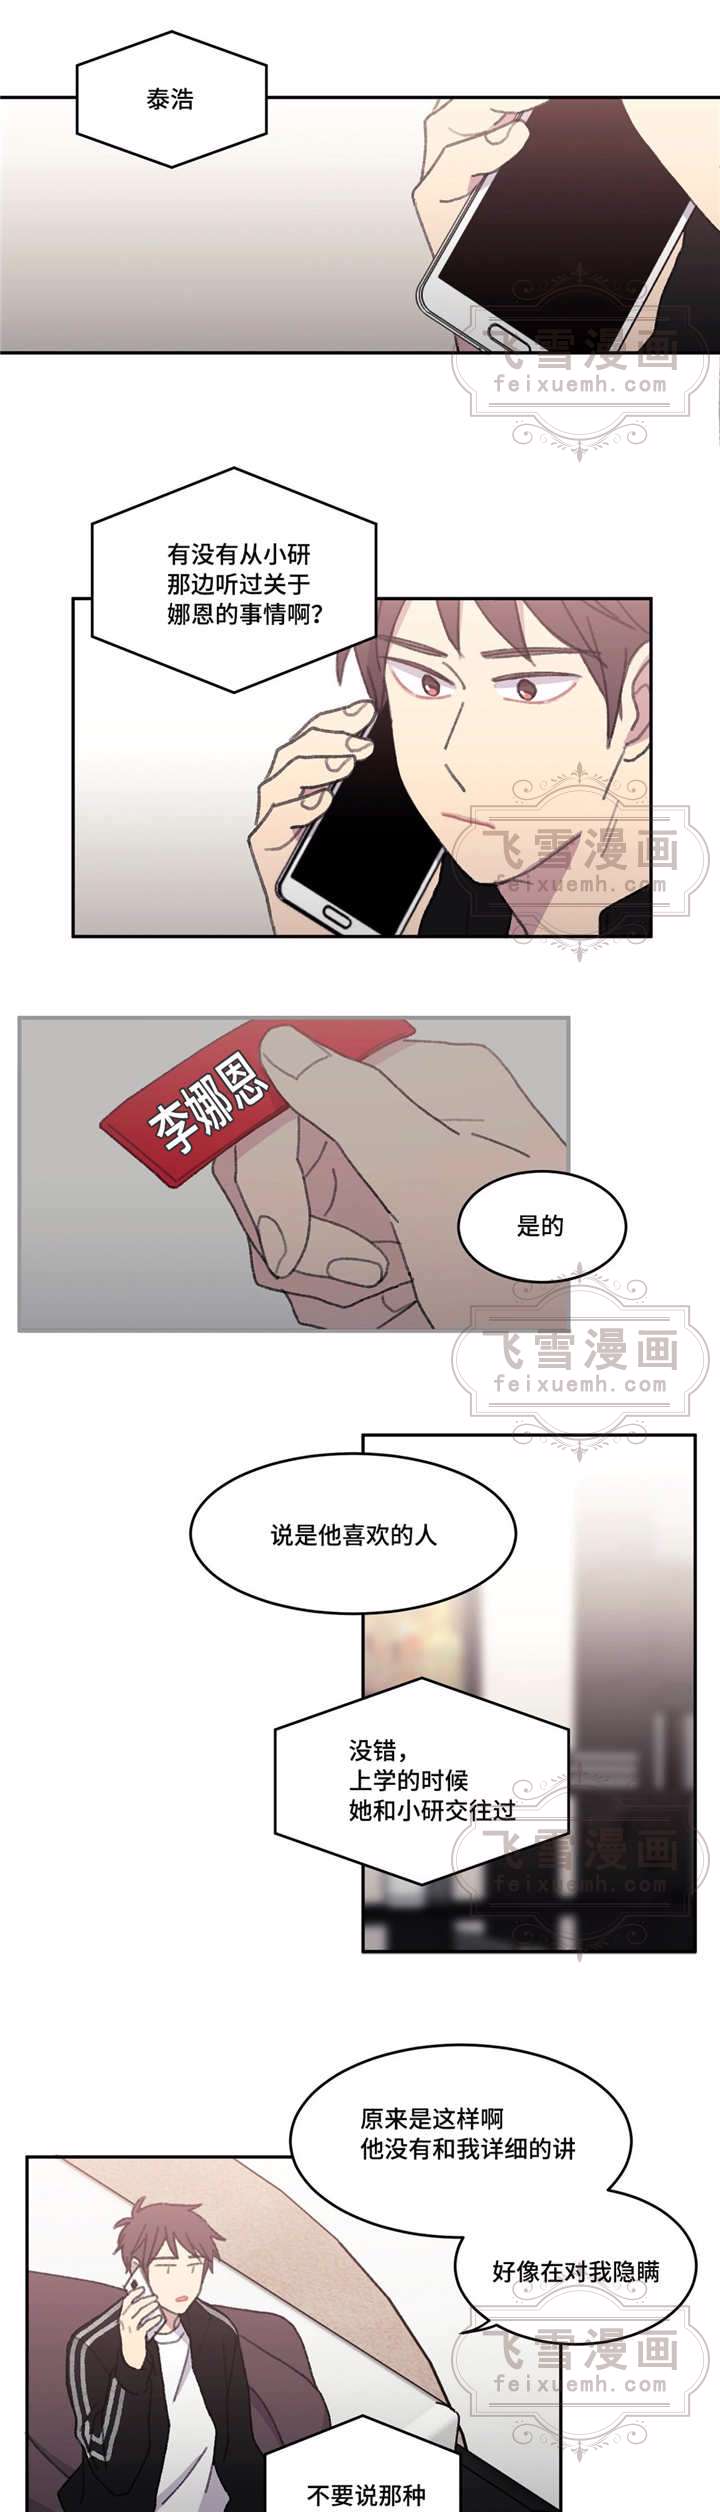 泰浩
飞雪漫画
feixuemh.com
有没有从小研
那边听过关于
娜恩的事情啊？
飞雪漫画
feixuemh.com
李娜恩
是的
飞雪漫画
feixuemh.com
说是他喜欢的人
没错，
上学的时候
她和小研交往过
飞雪漫画
feixuemh.com
原来是这样啊
他没有和我详细的讲
好像在对我隐瞒
飞雪漫画
feixuemh.com
不要说那种